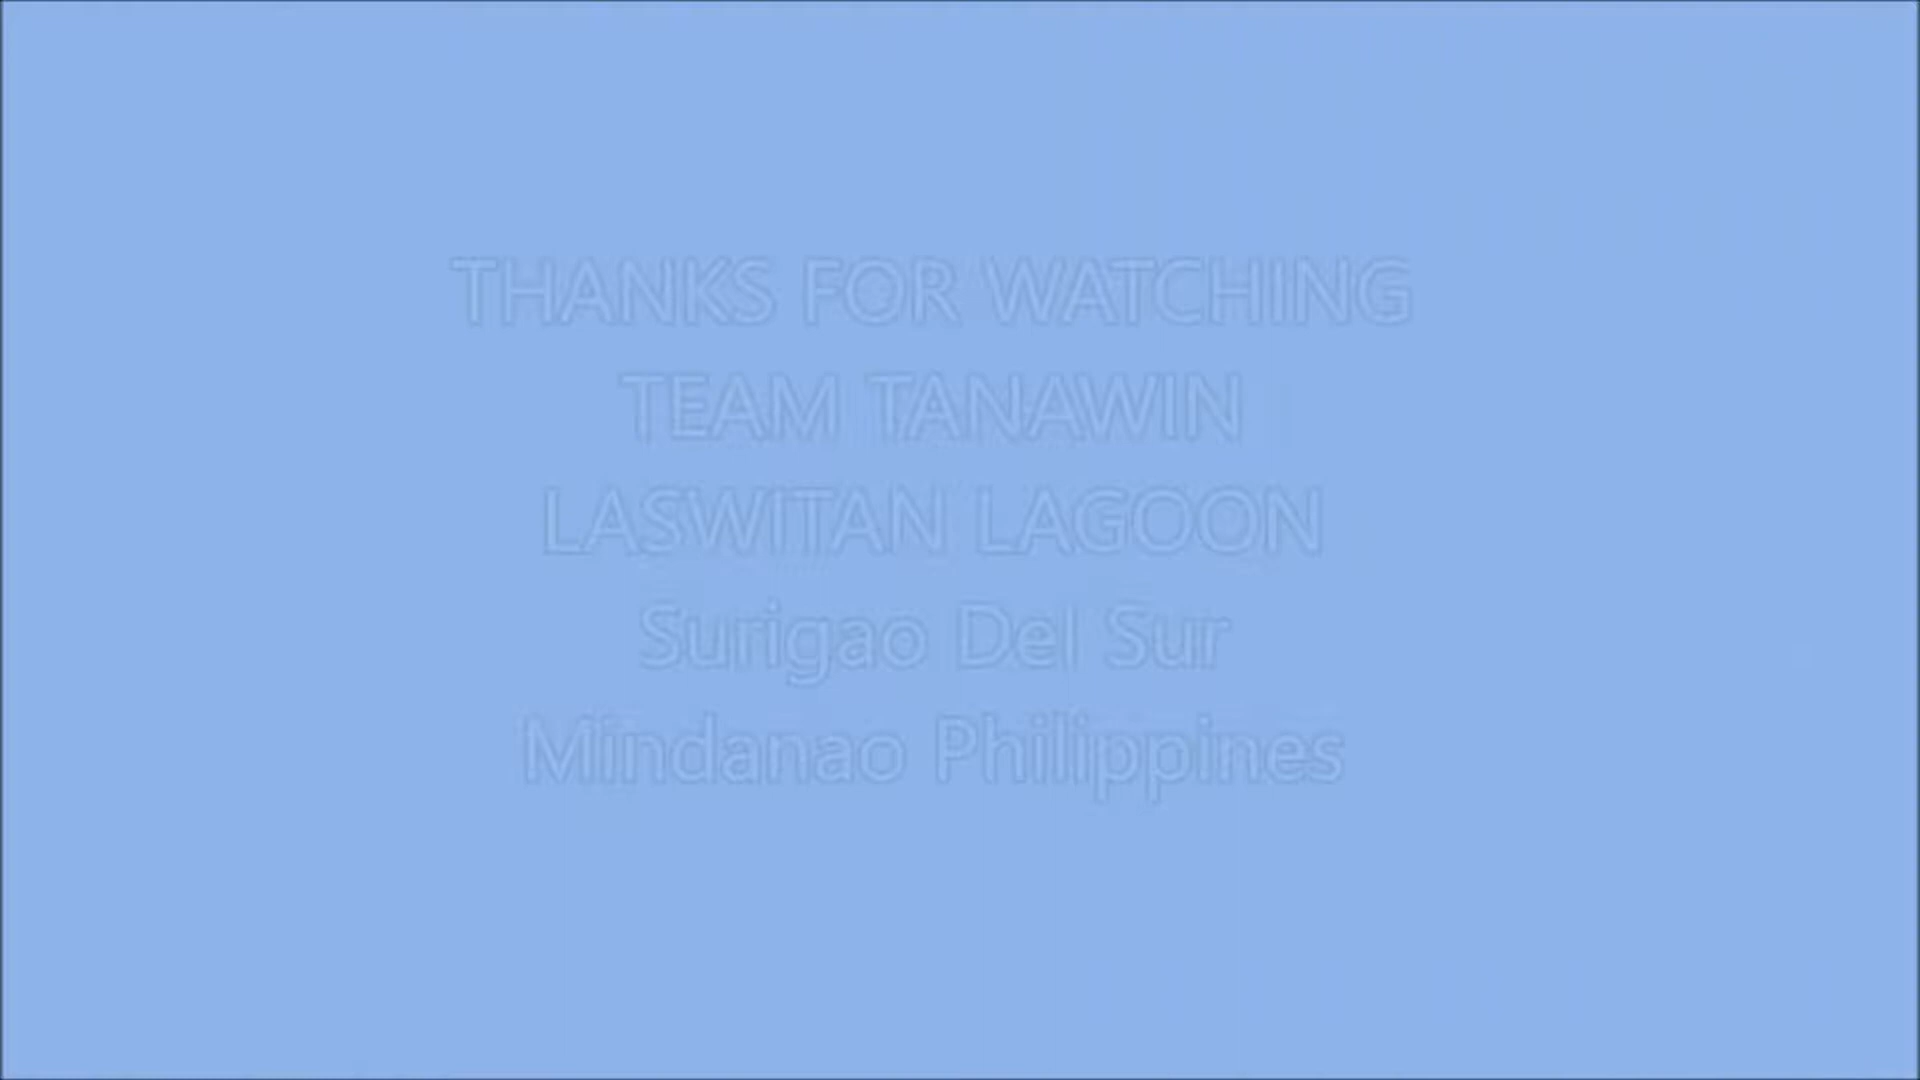 THANKS FOR WATCHING
TEAM TANAWIN
LASWITAN LAGOON
Surigao Del Sur
Mindanao Philippines